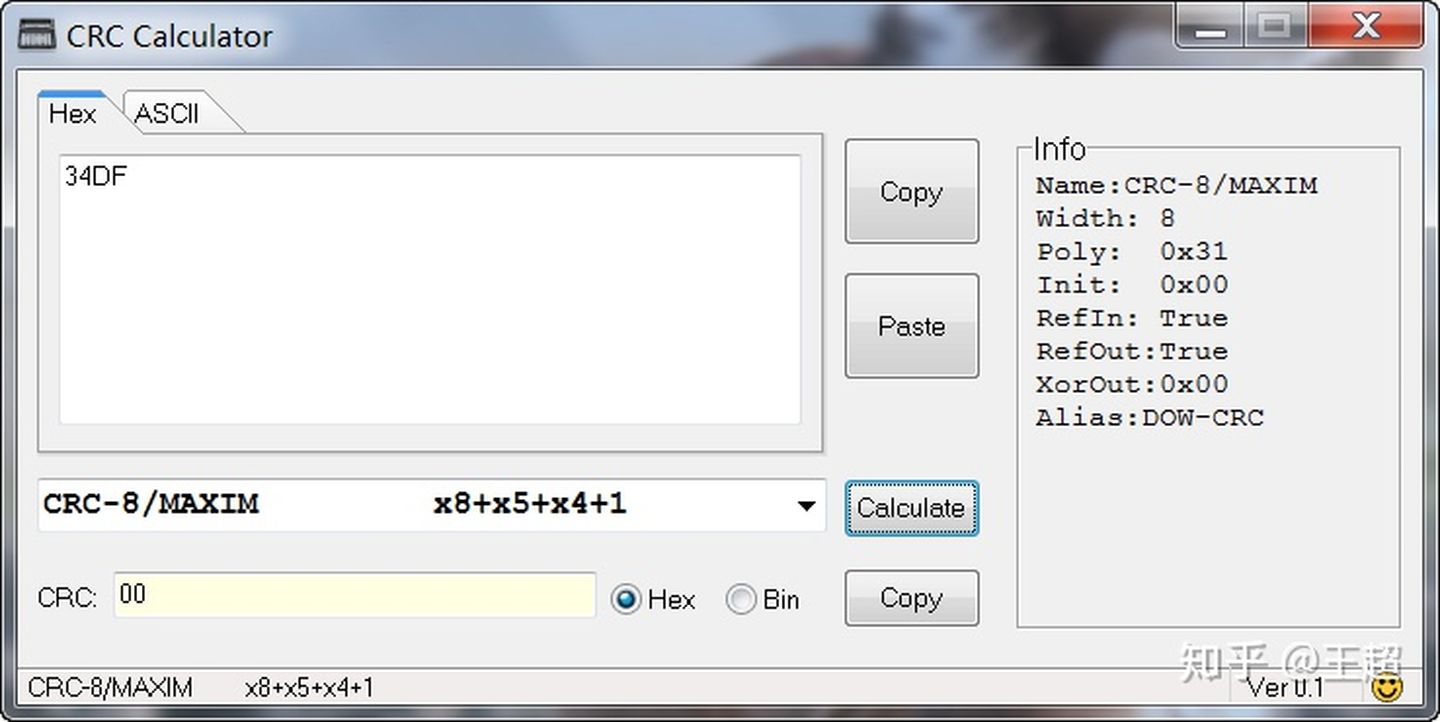 CRC Calculator
Hex
ASCII
34DF
Copy
Paste
Info
Name:CRC-8/MAXIM
Width: 8
Poly: 0x31
Init: 0x00
RefIn: True
RefOut:True
XorOut:0x00
Alias:DOW-CRC
CRC-8/MAXIM x8+x5+x4+1
Calculate
CRC: 00
Hex
Bin
Copy
知乎 @王超
CRC-8/MAXIM x8+x5+x4+1
Ver 0.1